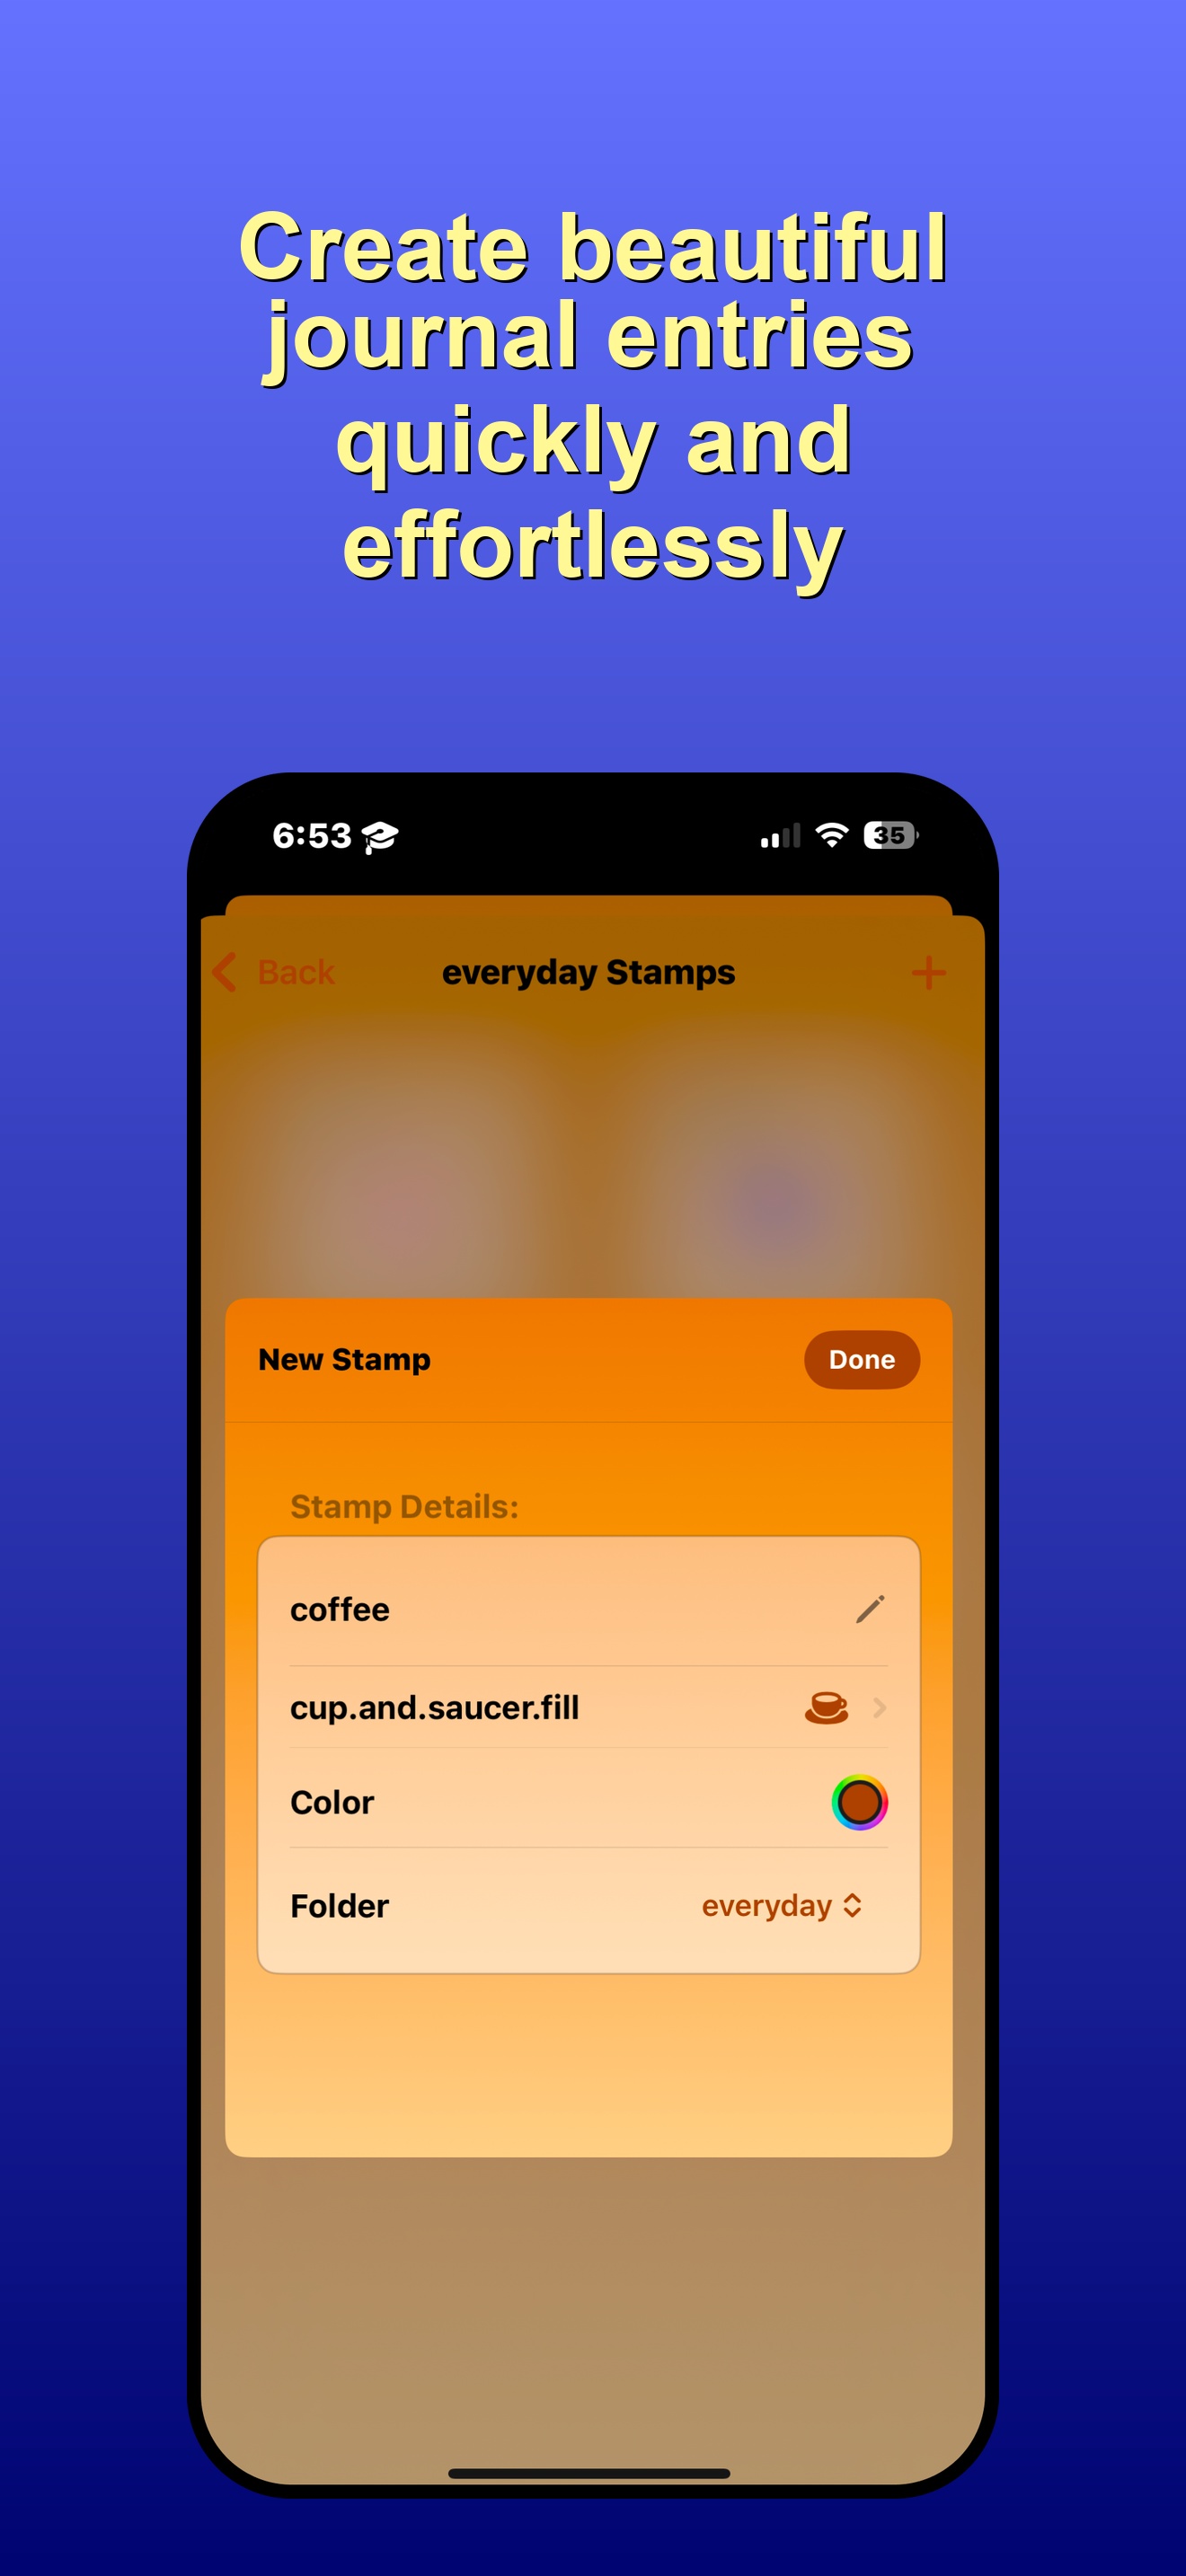 Create beautiful
journal entries
quickly and
effortlessly
6:53
35
Back everyday Stamps
New Stamp Done
Stamp Details:
coffee
cup.and.saucer.fill
Color
Folder everyday